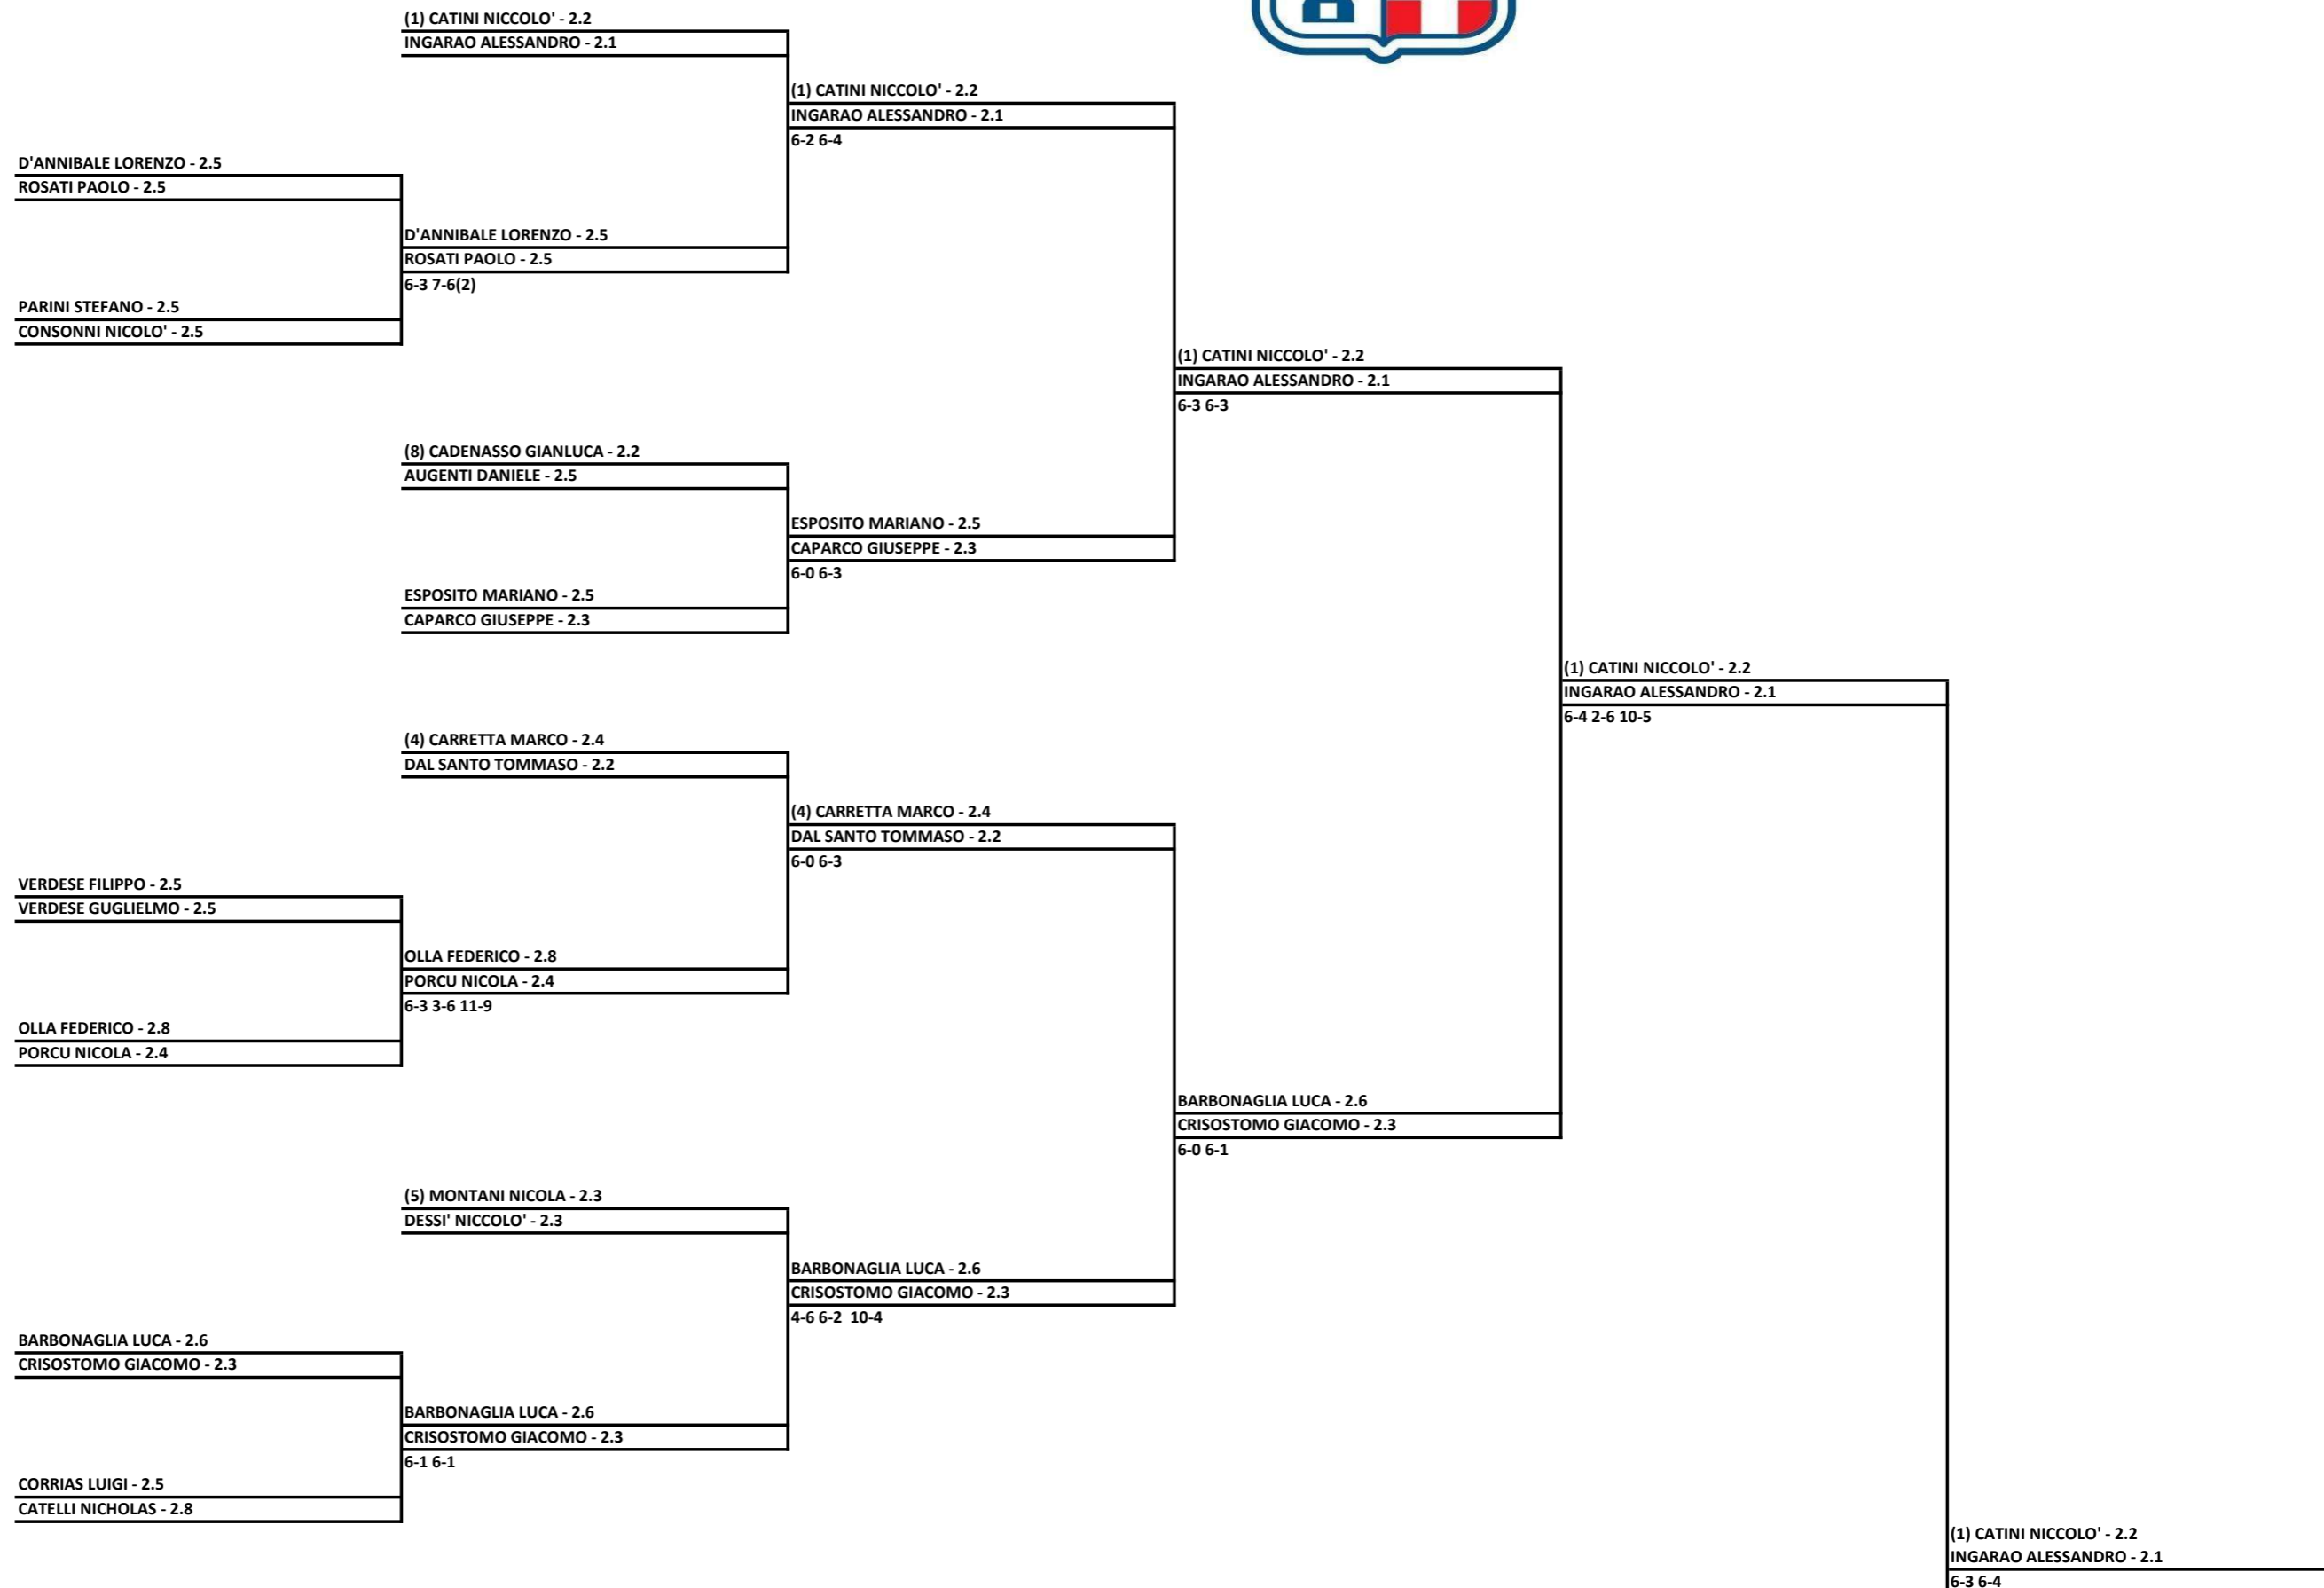 (1) CATINI NICCOLO' - 2.2
INGARAO ALESSANDRO - 2.1
(1) CATINI NICCOLO' - 2.2
INGARAO ALESSANDRO - 2.1
6-2 6-4
D'ANNIBALE LORENZO - 2.5
ROSATI PAOLO - 2.5
D'ANNIBALE LORENZO - 2.5
ROSATI PAOLO - 2.5
6-3 7-6(2)
PARINI STEFANO - 2.5
CONSONNI NICOLO' - 2.5
(1) CATINI NICCOLO' - 2.2
INGARAO ALESSANDRO - 2.1
6-3 6-3
(8) CADENASSO GIANLUCA - 2.2
AUGENTI DANIELE - 2.5
ESPOSITO MARIANO - 2.5
CAPARCO GIUSEPPE - 2.3
6-0 6-3
ESPOSITO MARIANO - 2.5
CAPARCO GIUSEPPE - 2.3
(1) CATINI NICCOLO' - 2.2
INGARAO ALESSANDRO - 2.1
6-4 2-6 10-5
(4) CARRETTA MARCO - 2.4
DAL SANTO TOMMASO - 2.2
(4) CARRETTA MARCO - 2.4
DAL SANTO TOMMASO - 2.2
6-0 6-3
VERDESE FILIPPO - 2.5
VERDESE GUGLIELMO - 2.5
OLLA FEDERICO - 2.8
PORCU NICOLA - 2.4
6-3 3-6 11-9
OLLA FEDERICO - 2.8
PORCU NICOLA - 2.4
BARBONAGLIA LUCA - 2.6
CRISOSTOMO GIACOMO - 2.3
6-0 6-1
(5) MONTANI NICOLA - 2.3
DESSI' NICCOLO' - 2.3
BARBONAGLIA LUCA - 2.6
CRISOSTOMO GIACOMO - 2.3
4-6 6-2  10-4
BARBONAGLIA LUCA - 2.6
CRISOSTOMO GIACOMO - 2.3
BARBONAGLIA LUCA - 2.6
CRISOSTOMO GIACOMO - 2.3
6-1 6-1
CORRIAS LUIGI - 2.5
CATELLI NICHOLAS - 2.8
(1) CATINI NICCOLO' - 2.2
INGARAO ALESSANDRO - 2.1
6-3 6-4